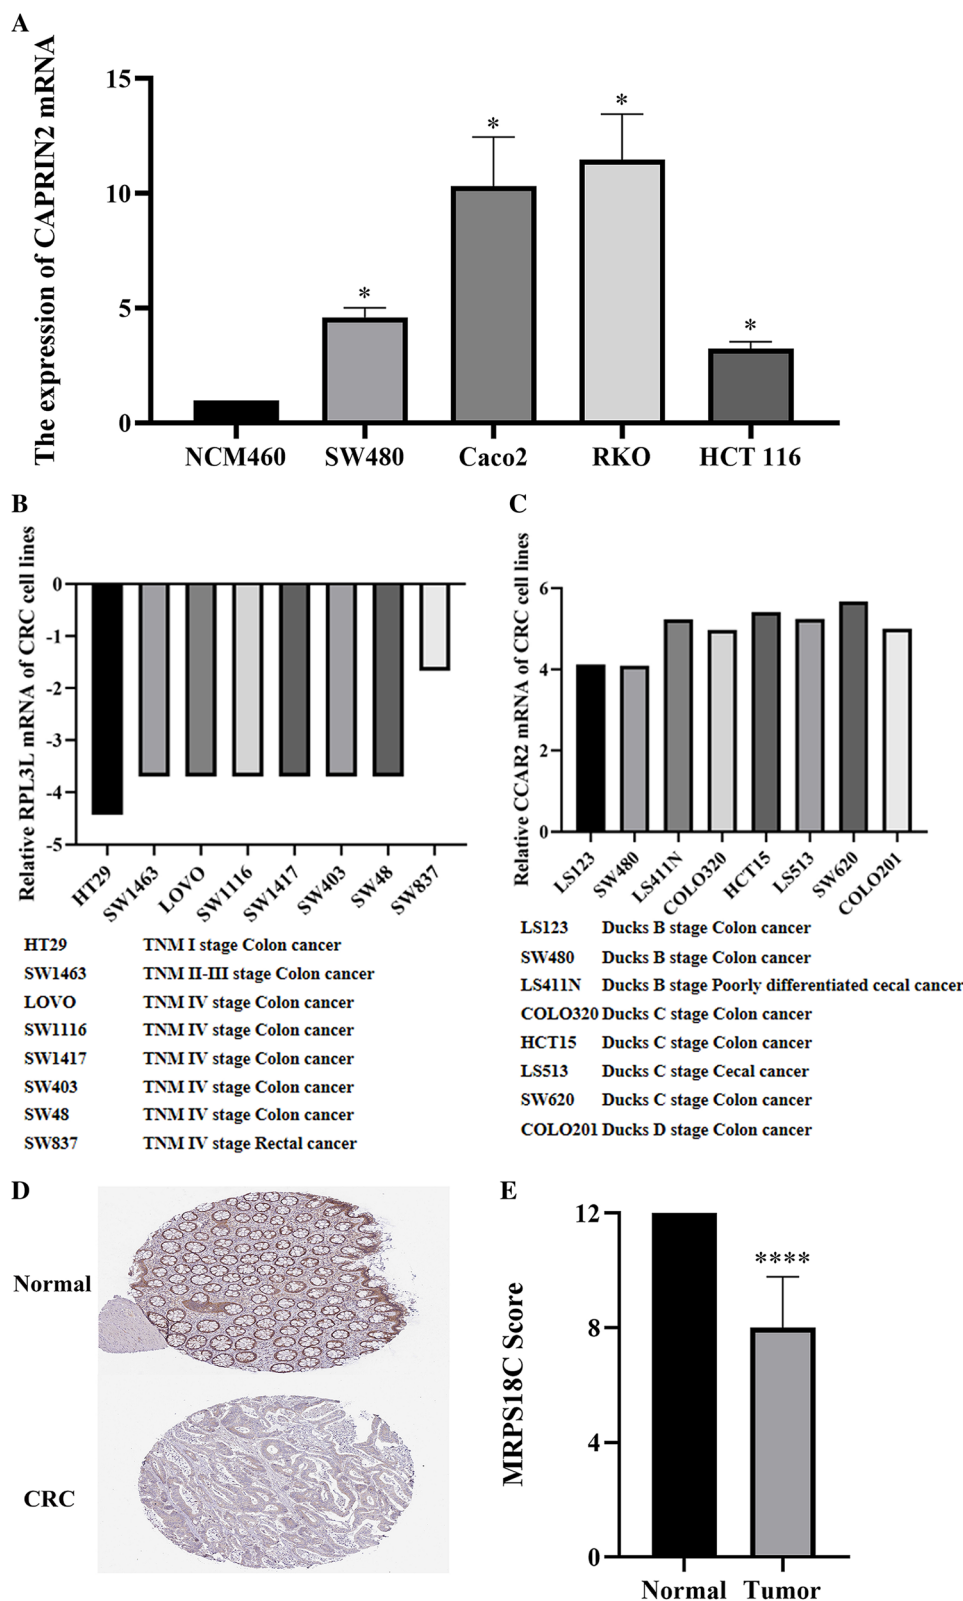 A
The expression of CAPRIN2 mRNA
15
10
5
0
*
*
*
*
NCM460 SW480 Caco2 RKO HCT 116
B
Relative RPL3L mRNA of CRC cell lines
0
-1
-2
-3
-4
-5
HT29 SW1463 LOVO SW1116 SW1417 SW403 SW48 SW837
HT29 TNM I stage Colon cancer
SW1463 TNM II-III stage Colon cancer
LOVO TNM IV stage Colon cancer
SW1116 TNM IV stage Colon cancer
SW1417 TNM IV stage Colon cancer
SW403 TNM IV stage Colon cancer
SW48 TNM IV stage Colon cancer
SW837 TNM IV stage Rectal cancer
C
Relative CCAR2 mRNA of CRC cell lines
6
4
2
0
LS123 SW480 LS411N COLO320 HCT15 LS513 SW620 COLO201
LS123 Ducks B stage Colon cancer
SW480 Ducks B stage Colon cancer
LS411N Ducks B stage Poorly differentiated cecal cancer
COLO320 Ducks C stage Colon cancer
HCT15 Ducks C stage Colon cancer
LS513 Ducks C stage Cecal cancer
SW620 Ducks C stage Colon cancer
COLO201 Ducks D stage Colon cancer
D
Normal
CRC
E
MRPS18C Score
12
8
4
0
****
Normal Tumor